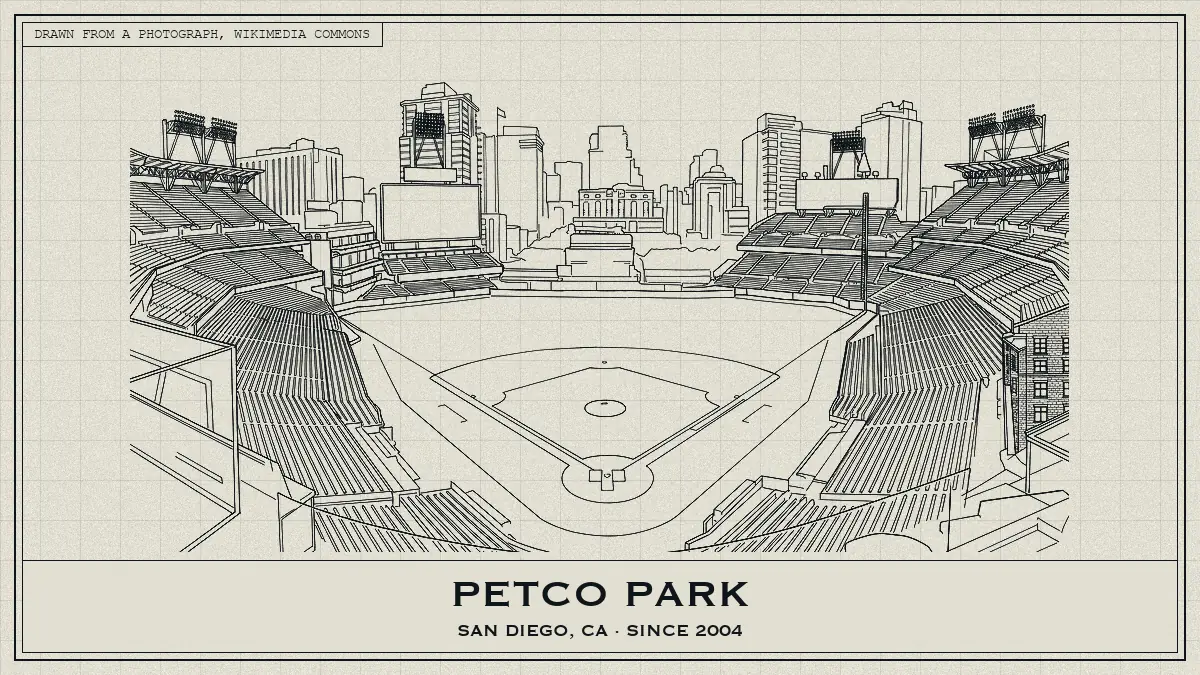 DRAWN FROM A PHOTOGRAPH, WIKIMEDIA COMMONS
PETCO PARK
SAN DIEGO, CA · SINCE 2004